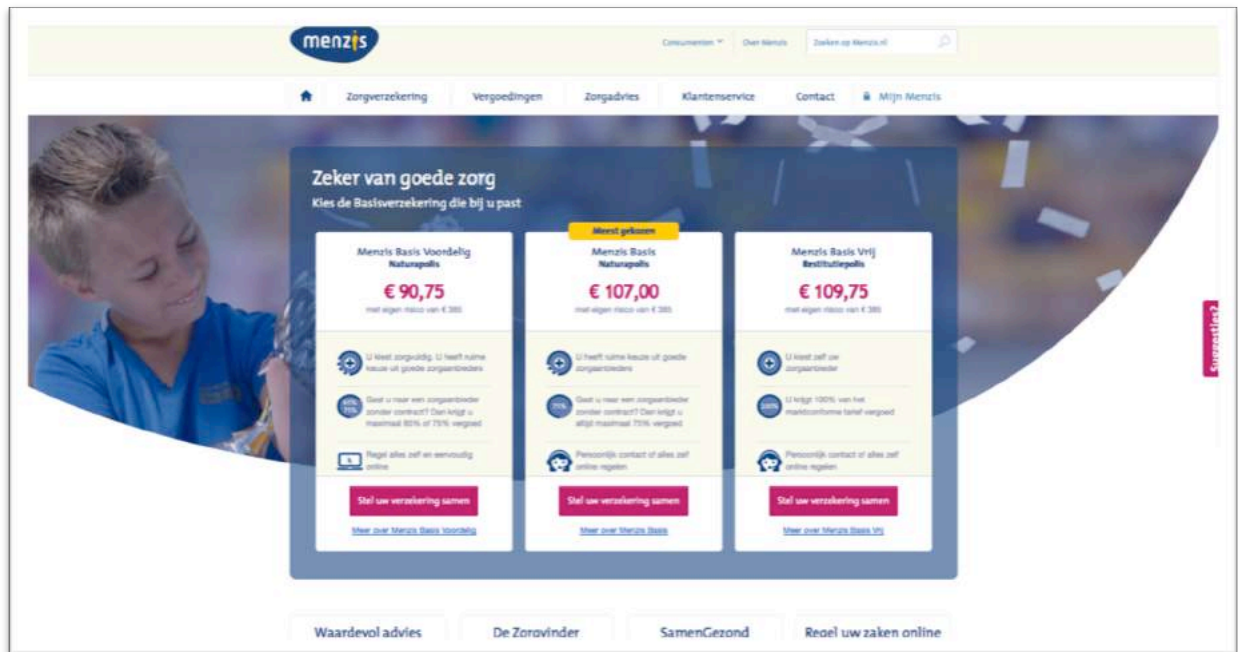 menzis
Consumenten Over Menzis Zoeken op Menzis.nl
Zorgverzekering Vergoedingen Zorgadvies Klantenservice Contact Mijn Menzis
Zeker van goede zorg
Kies de Basisverzekering die bij u past
Meest gekozen
Menzis Basis Voordelig
Naturapolis
€ 90,75
met eigen risico van € 385
U kiest zorgvuldig. U heeft ruime
keuze uit goede zorgaanbieders
Gaat u naar een zorgaanbieder
zonder contract? Dan krijgt u
maximaal 65% of 75% vergoed
Regel alles zelf en eenvoudig
online
Stel uw verzekering samen
Meer over Menzis Basis Voordelig
Menzis Basis
Naturapolis
€ 107,00
met eigen risico van € 385
U heeft ruime keuze uit goede
zorgaanbieders
75%
Gaat u naar een zorgaanbieder
zonder contract? Dan krijgt u
altijd maximaal 75% vergoed
Persoonlijk contact of alles zelf
online regelen
Stel uw verzekering samen
Meer over Menzis Basis
Menzis Basis Vrij
Restitutiepolis
€ 109,75
met eigen risico van € 385
U kiest zelf uw
zorgaanbieder
100%
U krijgt 100% van het
marktconforme tarief vergoed
Persoonlijk contact of alles zelf
online regelen
Stel uw verzekering samen
Meer over Menzis Basis Vrij
Suggesties?
Waardevol advies De Zorgvinder SamenGezond Regel uw zaken online